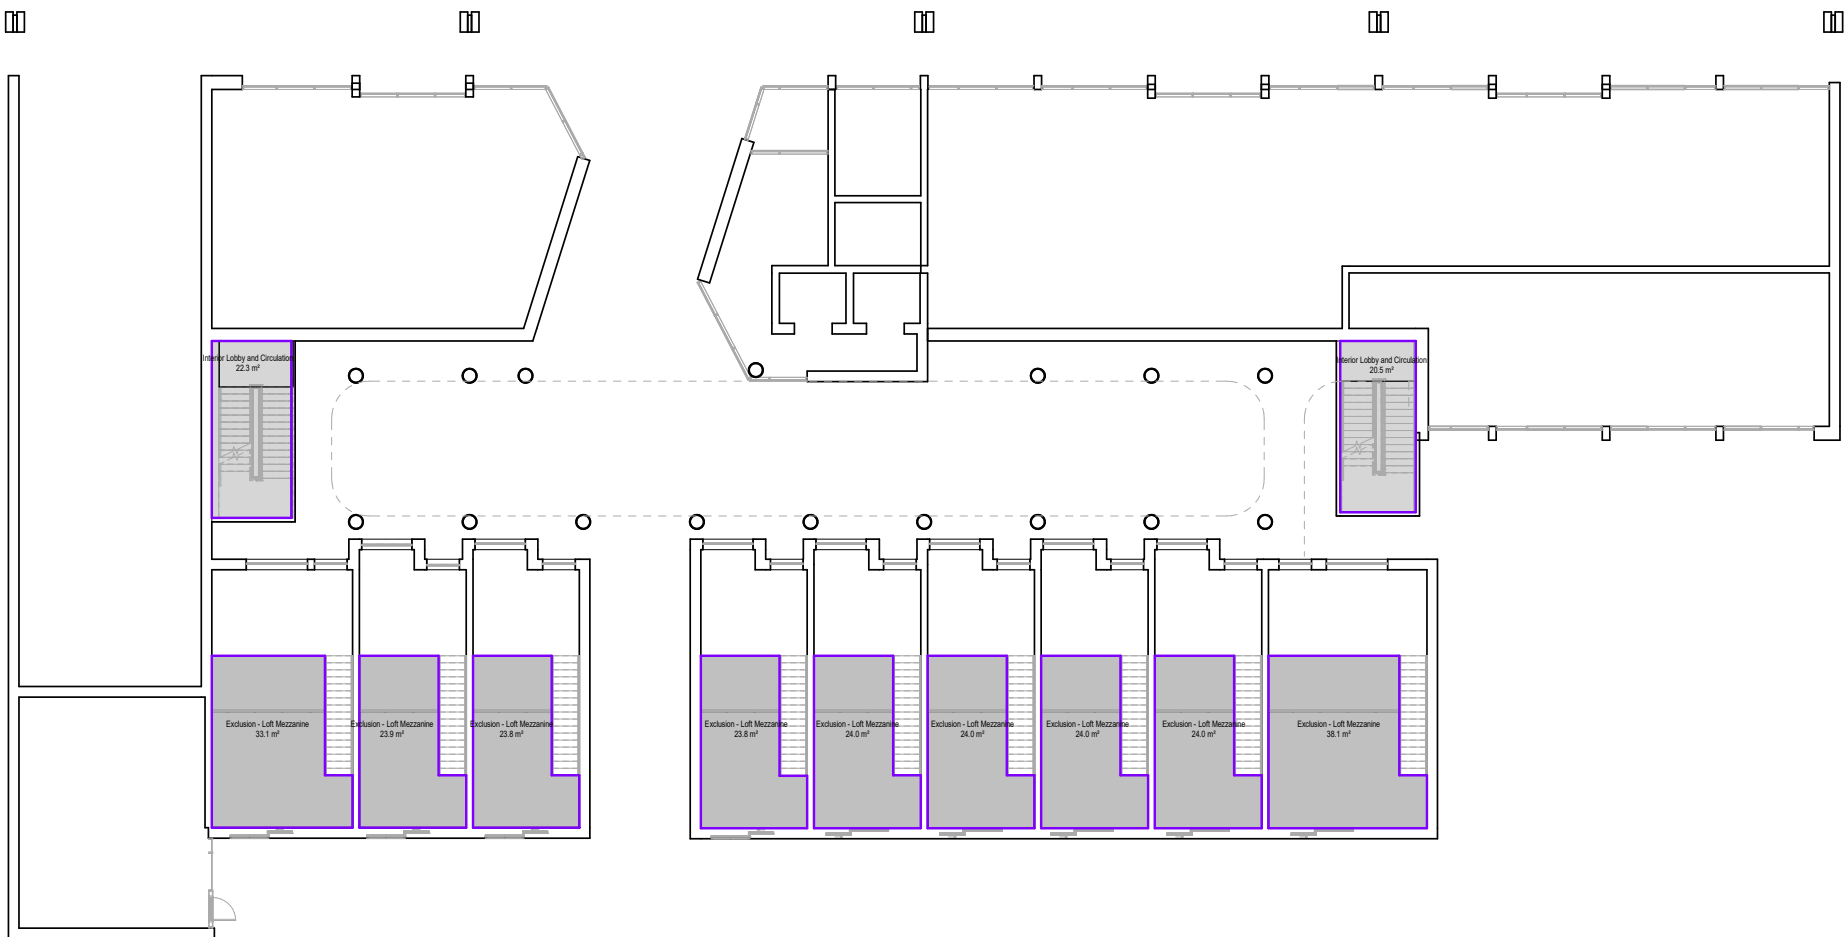 Interior Lobby and Circulation
22.3 m²
Interior Lobby and Circulation
20.5 m²
Exclusion - Loft Mezzanine
33.1 m²
Exclusion - Loft Mezzanine
23.9 m²
Exclusion - Loft Mezzanine
23.8 m²
Exclusion - Loft Mezzanine
23.8 m²
Exclusion - Loft Mezzanine
24.0 m²
Exclusion - Loft Mezzanine
24.0 m²
Exclusion - Loft Mezzanine
24.0 m²
Exclusion - Loft Mezzanine
24.0 m²
Exclusion - Loft Mezzanine
38.1 m²